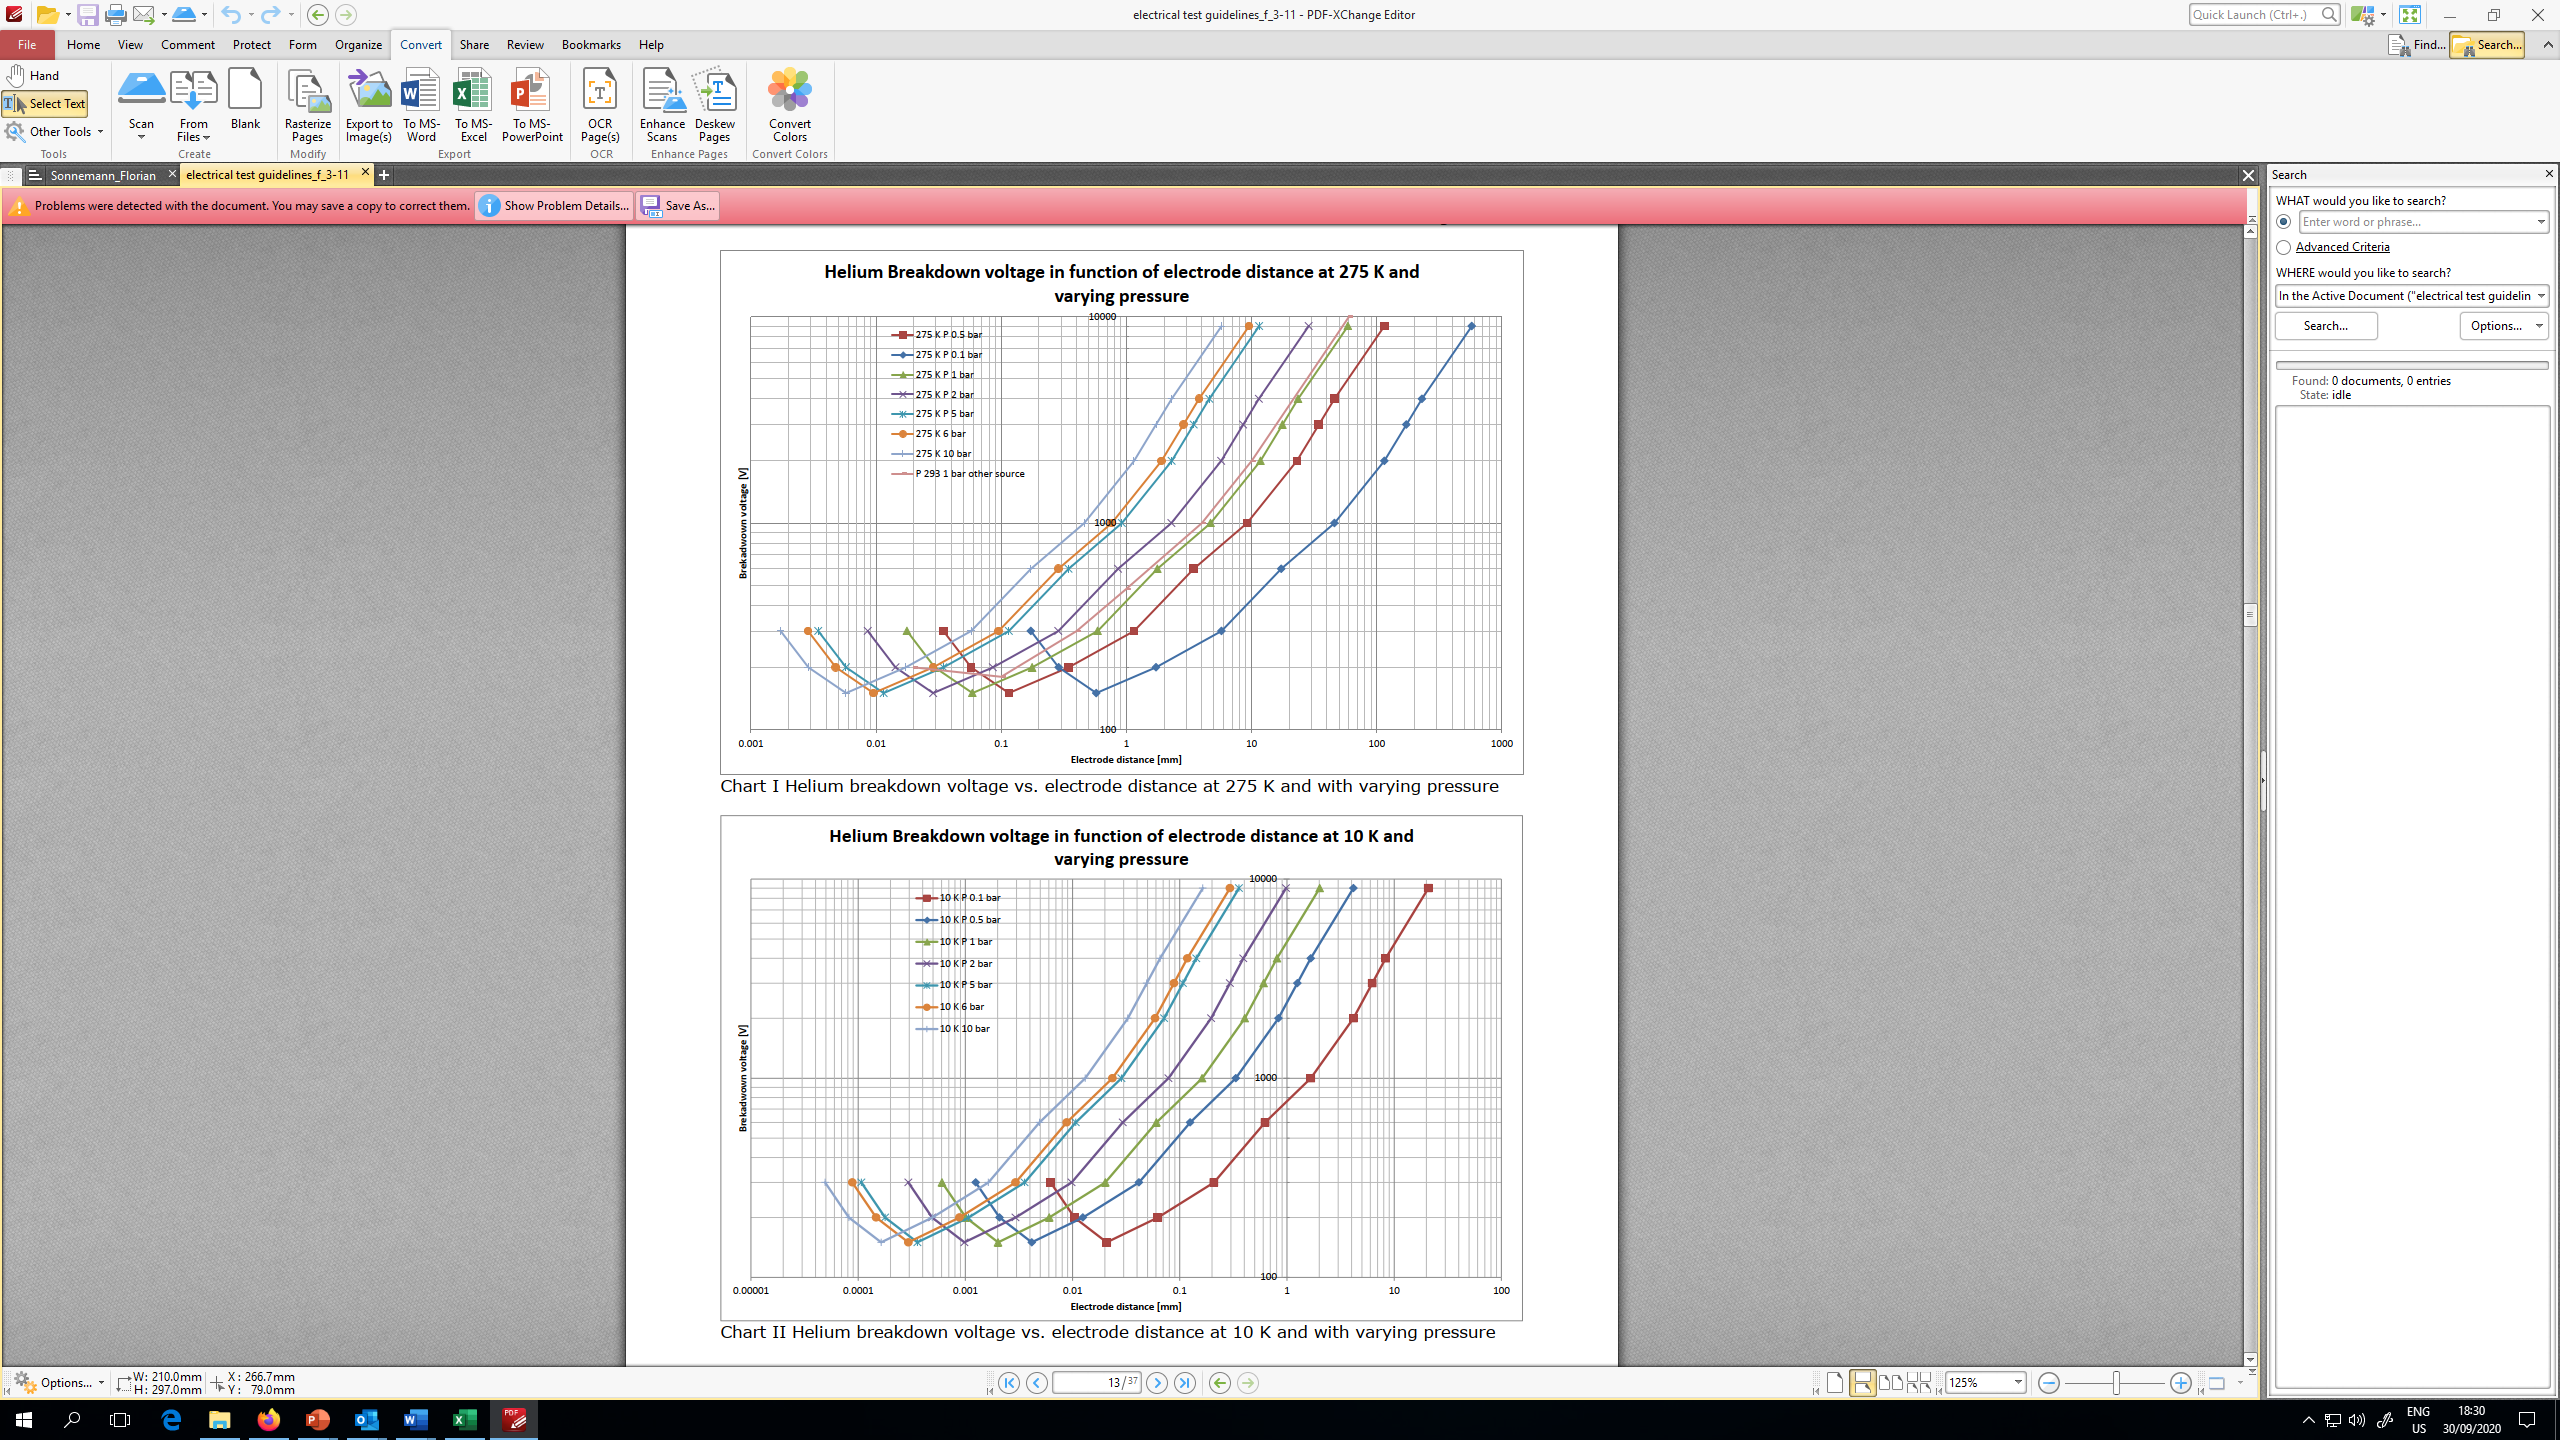 electrical test guidelines_f_3-11 - PDF-XChange Editor
Quick Launch (Ctrl+.)
File Home View Comment Protect Form Organize Convert Share Review Bookmarks Help
Find... Search...
Hand
Select Text
Other Tools
Scan
From Files
Blank
Rasterize Pages
Export to Image(s)
To MS-Word
To MS-Excel
To MS-PowerPoint
OCR Page(s)
Enhance Scans
Deskew Pages
Convert Colors
Tools Create Modify Export OCR Enhance Pages Convert Colors
Sonnemann_Florian
electrical test guidelines_f_3-11
Problems were detected with the document. You may save a copy to correct them. Show Problem Details... Save As...
Helium Breakdown voltage in function of electrode distance at 275 K and
varying pressure
10000
275 K P 0.5 bar
275 K P 0.1 bar
275 K P 1 bar
275 K P 2 bar
275 K P 5 bar
275 K 6 bar
275 K 10 bar
P 293 1 bar other source
Brekadwown voltage [V]
1000
100
0.001 0.01 0.1 1 10 100 1000
Electrode distance [mm]
Chart I Helium breakdown voltage vs. electrode distance at 275 K and with varying pressure
Helium Breakdown voltage in function of electrode distance at 10 K and
varying pressure
10000
10 K P 0.1 bar
10 K P 0.5 bar
10 K P 1 bar
10 K P 2 bar
10 K P 5 bar
10 K 6 bar
10 K 10 bar
Brekadwown voltage [V]
1000
100
0.00001 0.0001 0.001 0.01 0.1 1 10 100
Electrode distance [mm]
Chart II Helium breakdown voltage vs. electrode distance at 10 K and with varying pressure
Search
WHAT would you like to search?
Enter word or phrase...
Advanced Criteria
WHERE would you like to search?
In the Active Document ("electrical test guidelin
Search... Options...
Found: 0 documents, 0 entries
State: idle
Options...
W: 210.0mm
H: 297.0mm
X: 266.7mm
Y: 79.0mm
13 / 37
125%
ENG
US
18:30
30/09/2020